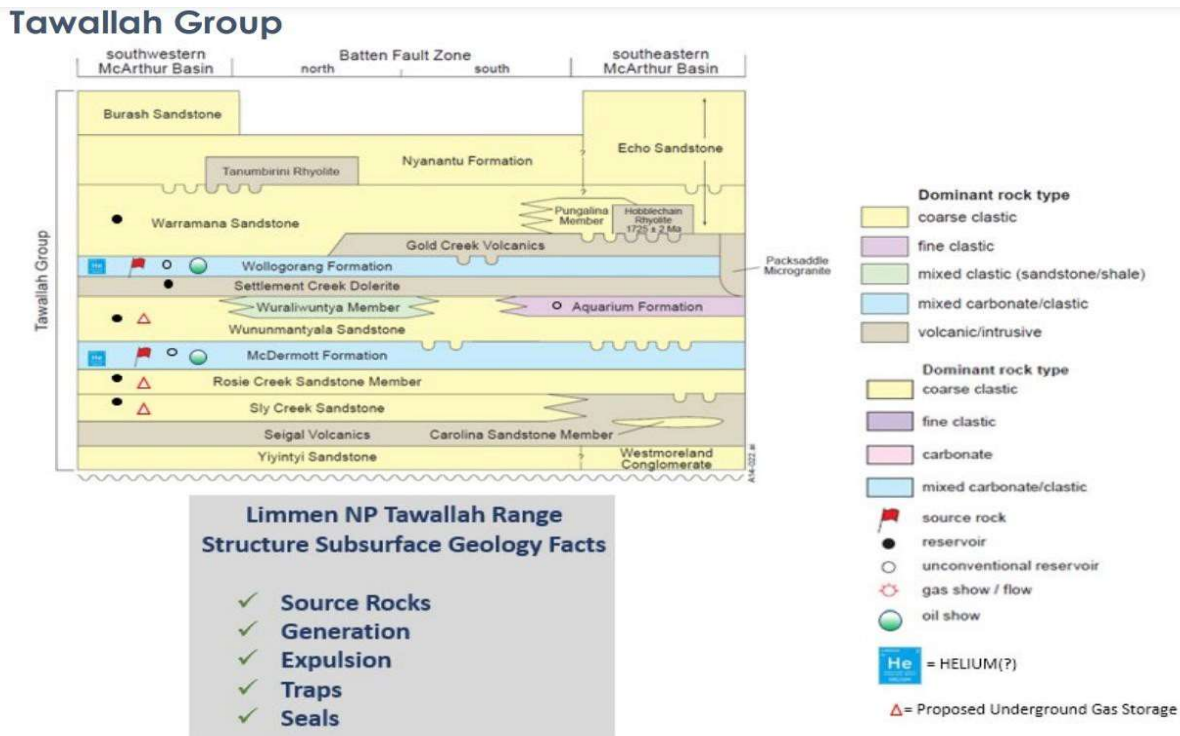 Tawallah Group
southwestern
McArthur Basin
Batten Fault Zone
north
south
southeastern
McArthur Basin
Tawallah Group
Burash Sandstone
Nyanantu Formation
Echo Sandstone
?
Tanumbirini Rhyolite
?
Warramana Sandstone
Pungalina
Member
Hobblechain
Rhyolite
1725 ± 2 Ma
Gold Creek Volcanics
He
Wollogorang Formation
Packsaddle
Microgranite
Settlement Creek Dolerite
Wuraliwuntya Member
Aquarium Formation
Wununmantyala Sandstone
He
McDermott Formation
Rosie Creek Sandstone Member
Sly Creek Sandstone
Seigal Volcanics
Carolina Sandstone Member
Yiyintyi Sandstone
?
Westmoreland
Conglomerate
A14-022.ai
Dominant rock type
coarse clastic
fine clastic
mixed clastic (sandstone/shale)
mixed carbonate/clastic
volcanic/intrusive
Dominant rock type
coarse clastic
fine clastic
carbonate
mixed carbonate/clastic
source rock
reservoir
unconventional reservoir
gas show / flow
oil show
He = HELIUM(?)
= Proposed Underground Gas Storage
Limmen NP Tawallah Range
Structure Subsurface Geology Facts
✓ Source Rocks
✓ Generation
✓ Expulsion
✓ Traps
✓ Seals